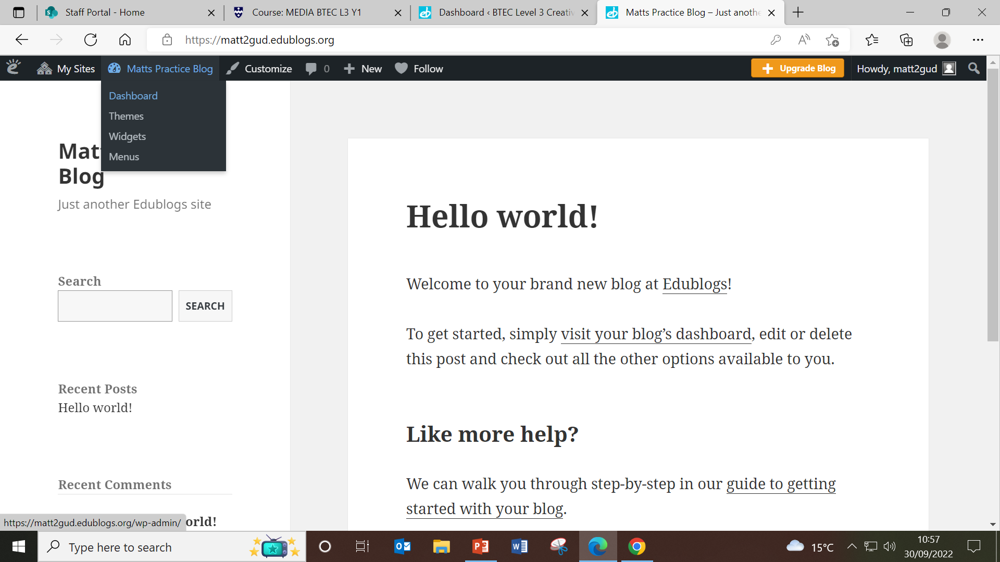 Staff Portal - Home
Course: MEDIA BTEC L3 Y1
Dashboard ‹ BTEC Level 3 Creativ
Matts Practice Blog – Just anothe
https://matt2gud.edublogs.org
My Sites
Matts Practice Blog
Customize
0
New
Follow
Upgrade Blog
Howdy, matt2gud
Dashboard
Themes
Widgets
Menus
Mat
Blog
Just another Edublogs site
Search
SEARCH
Recent Posts
Hello world!
Recent Comments
orld!
Hello world!
Welcome to your brand new blog at Edublogs!
To get started, simply visit your blog’s dashboard, edit or delete
this post and check out all the other options available to you.
Like more help?
We can walk you through step-by-step in our guide to getting
started with your blog.
https://matt2gud.edublogs.org/wp-admin/
Type here to search
15°C
10:57
30/09/2022